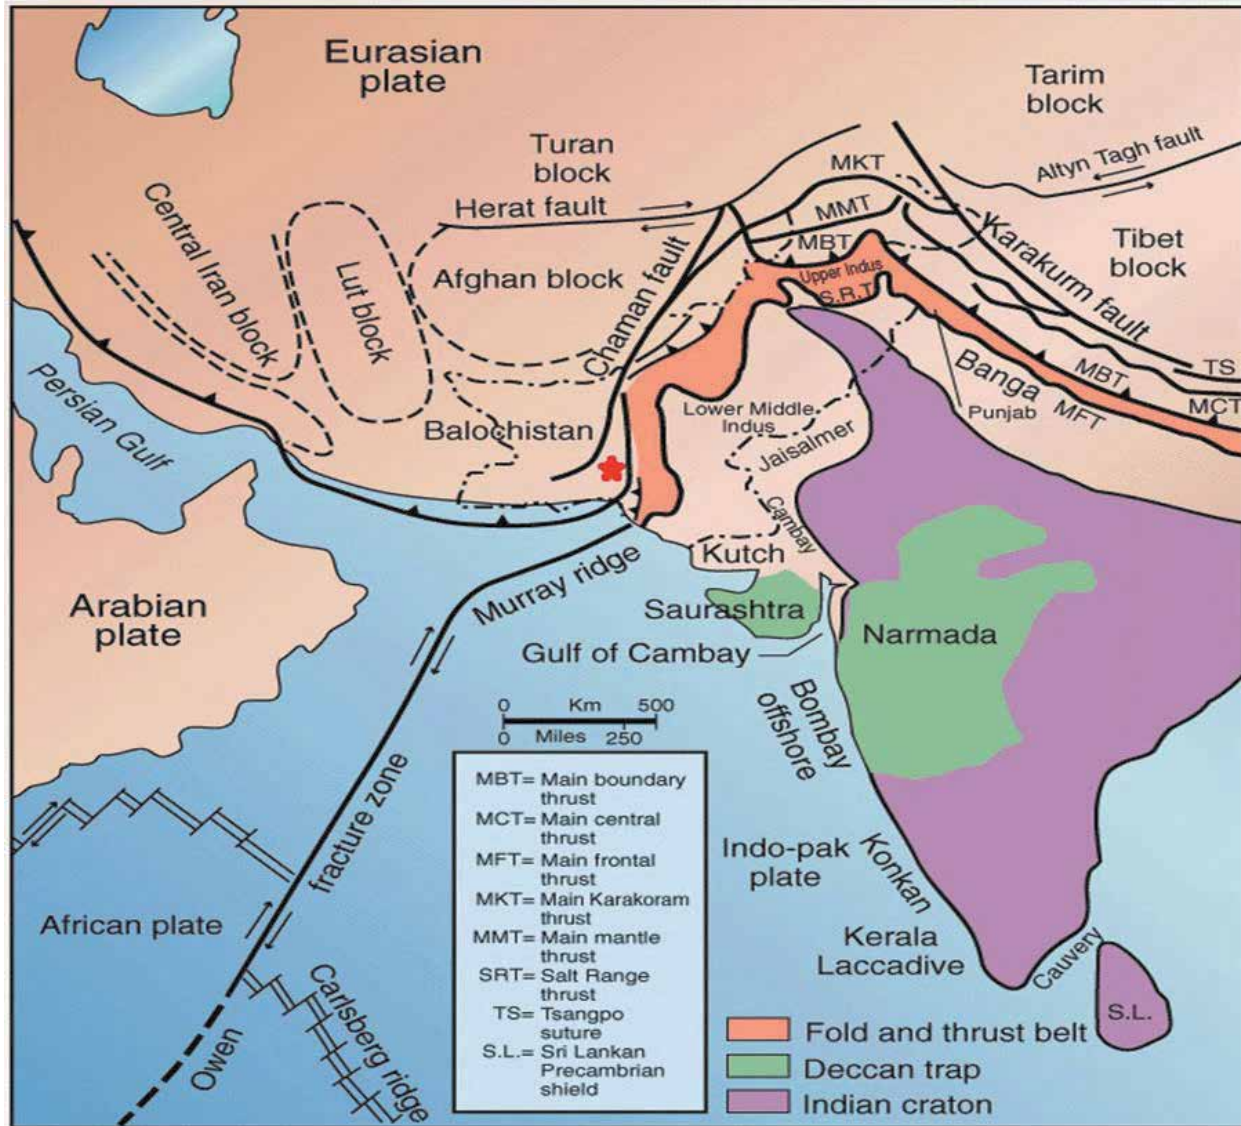 Eurasian
plate
Tarim
block
Turan
block
Altyn Tagh fault
MKT
Herat fault
MMT
Central Iran
block
Karakurm fault
MBT
Tibet
block
Lut block
Afghan block
Chaman fault
Upper Indus
S.R.T
Persian Gulf
Banga
MBT
TS
Punjab
MFT
MCT
Balochistan
Lower Middle
Indus
Jaisalmer
Cambay
Kutch
Murray ridge
Arabian
plate
Saurashtra
Narmada
Gulf of Cambay
Bombay
offshore
0 Km 500
0 Miles 250
fracture zone
MBT= Main boundary
thrust
MCT= Main central
thrust
MFT= Main frontal
thrust
MKT= Main Karakoram
thrust
MMT= Main mantle
thrust
SRT= Salt Range
thrust
TS= Tsangpo
suture
S.L.= Sri Lankan
Precambrian
shield
Indo-pak
plate
Konkan
African plate
Kerala
Laccadive
Cauvery
Carlsberg ridge
Owen
S.L.
Fold and thrust belt
Deccan trap
Indian craton